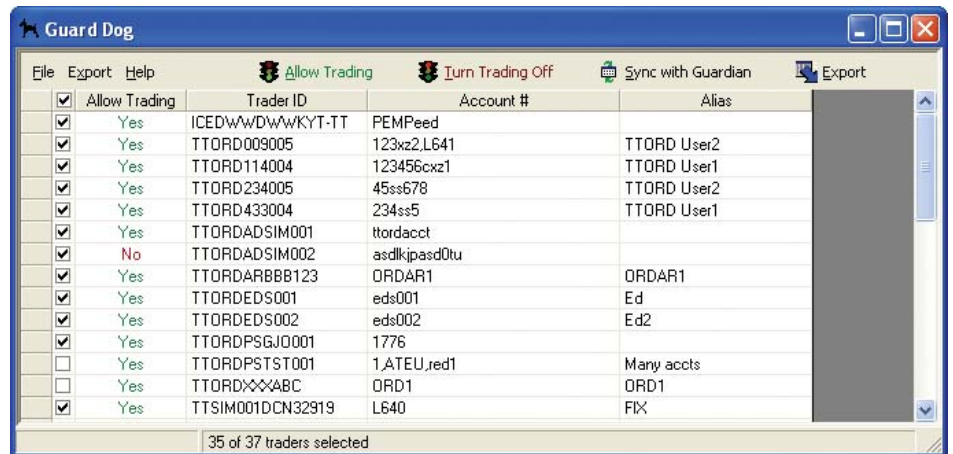 Guard Dog
File Export Help Allow Trading Turn Trading Off Sync with Guardian Export
Allow Trading Trader ID Account # Alias
Yes ICEDWWDWWKYT-TT PEMPeed
Yes TTORD009005 123xz2,L641 TTORD User2
Yes TTORD114004 123456cxz1 TTORD User1
Yes TTORD234005 45ss678 TTORD User2
Yes TTORD433004 234ss5 TTORD User1
Yes TTORDADSIM001 ttordacct
No TTORDADSIM002 asdlkjpasd0tu
Yes TTORDARBBB123 ORDAR1 ORDAR1
Yes TTORDEDS001 eds001 Ed
Yes TTORDEDS002 eds002 Ed2
Yes TTORDPSGJO001 1776
Yes TTORDPSTST001 1,ATEU,red1 Many accts
Yes TTORDXXXABC ORD1 ORD1
Yes TTSIM001DCN32919 L640 FIX
35 of 37 traders selected